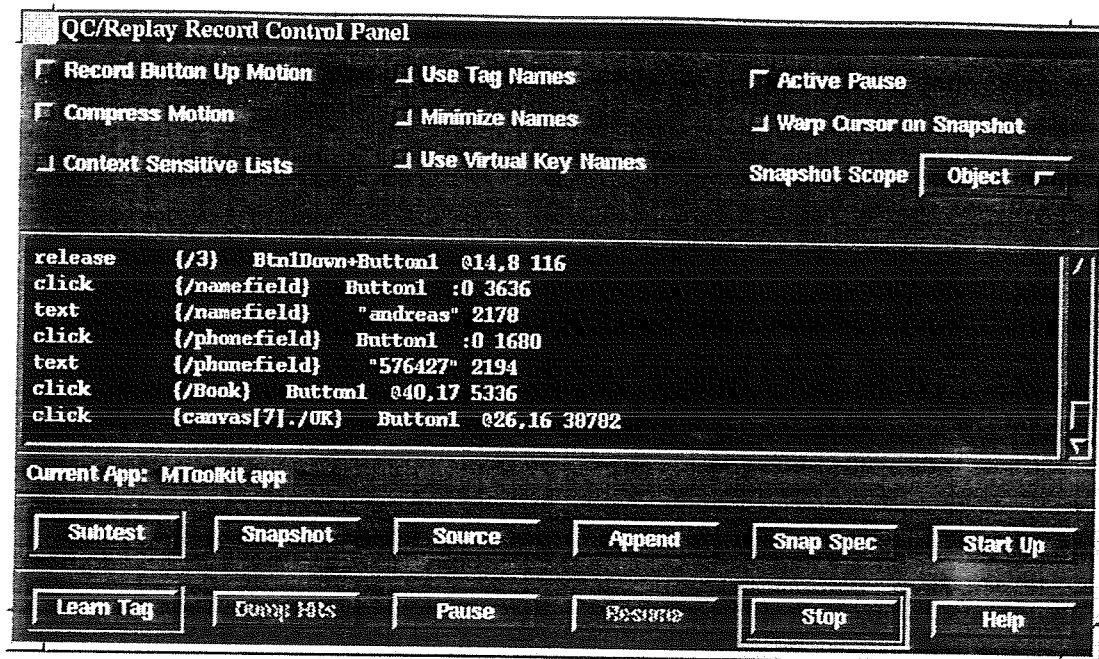 QC/Replay Record Control Panel
Record Button Up Motion Use Tag Names Active Pause
Compress Motion Minimize Names Warp Cursor on Snapshot
Context Sensitive Lists Use Virtual Key Names Snapshot Scope Object
release {/3} Btn1Down+Button1 @14,8 116
click {/namefield} Button1 :0 3636
text {/namefield} "andreas" 2178
click {/phonefield} Button1 :0 1680
text {/phonefield} "576427" 2194
click {/Book} Button1 @40,17 5336
click {canvas[7]./OK} Button1 @26,16 38782
Current App: MToolkit app
Subtest Snapshot Source Append Snap Spec Start Up
Learn Tag Dump Hits Pause Resume Stop Help